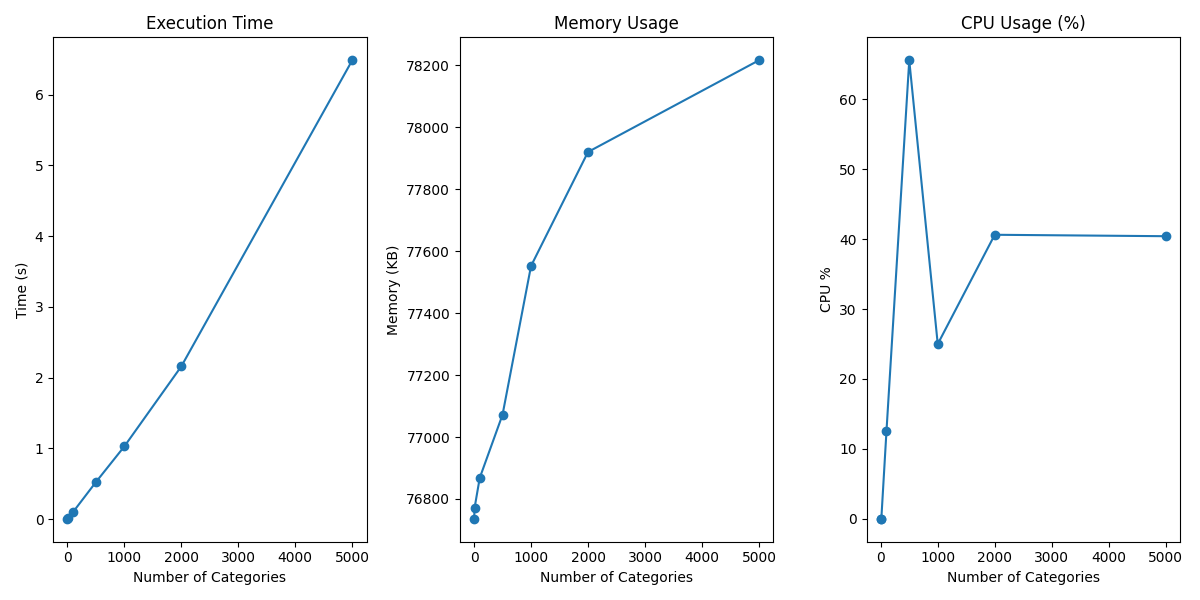 Execution Time
Time (s)
6
5
4
3
2
1
0
0 1000 2000 3000 4000 5000
Number of Categories
Memory Usage
Memory (KB)
78200
78000
77800
77600
77400
77200
77000
76800
0 1000 2000 3000 4000 5000
Number of Categories
CPU Usage (%)
CPU %
60
50
40
30
20
10
0
0 1000 2000 3000 4000 5000
Number of Categories